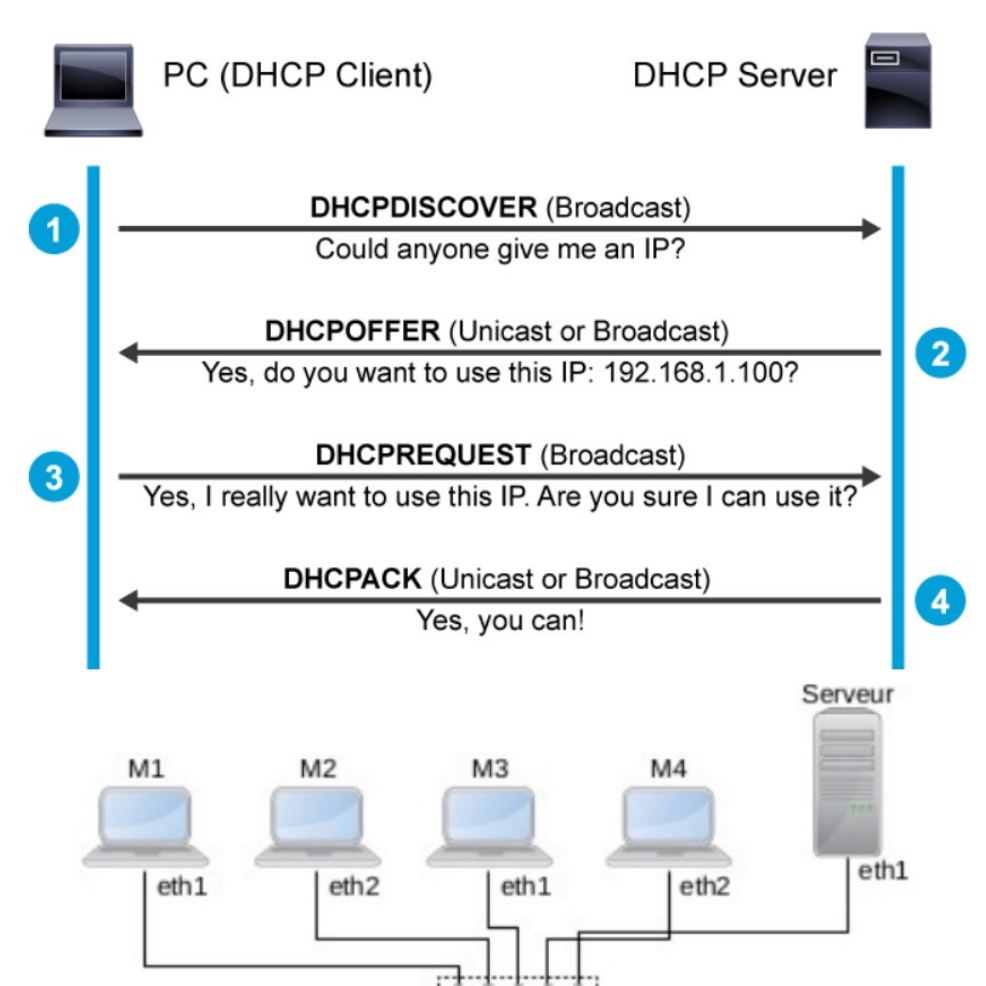 PC (DHCP Client)
DHCP Server
1
DHCPDISCOVER (Broadcast)
Could anyone give me an IP?
DHCPOFFER (Unicast or Broadcast)
2
Yes, do you want to use this IP: 192.168.1.100?
3
DHCPREQUEST (Broadcast)
Yes, I really want to use this IP. Are you sure I can use it?
DHCPACK (Unicast or Broadcast)
4
Yes, you can!
Serveur
M1
M2
M3
M4
eth1
eth2
eth1
eth2
eth1